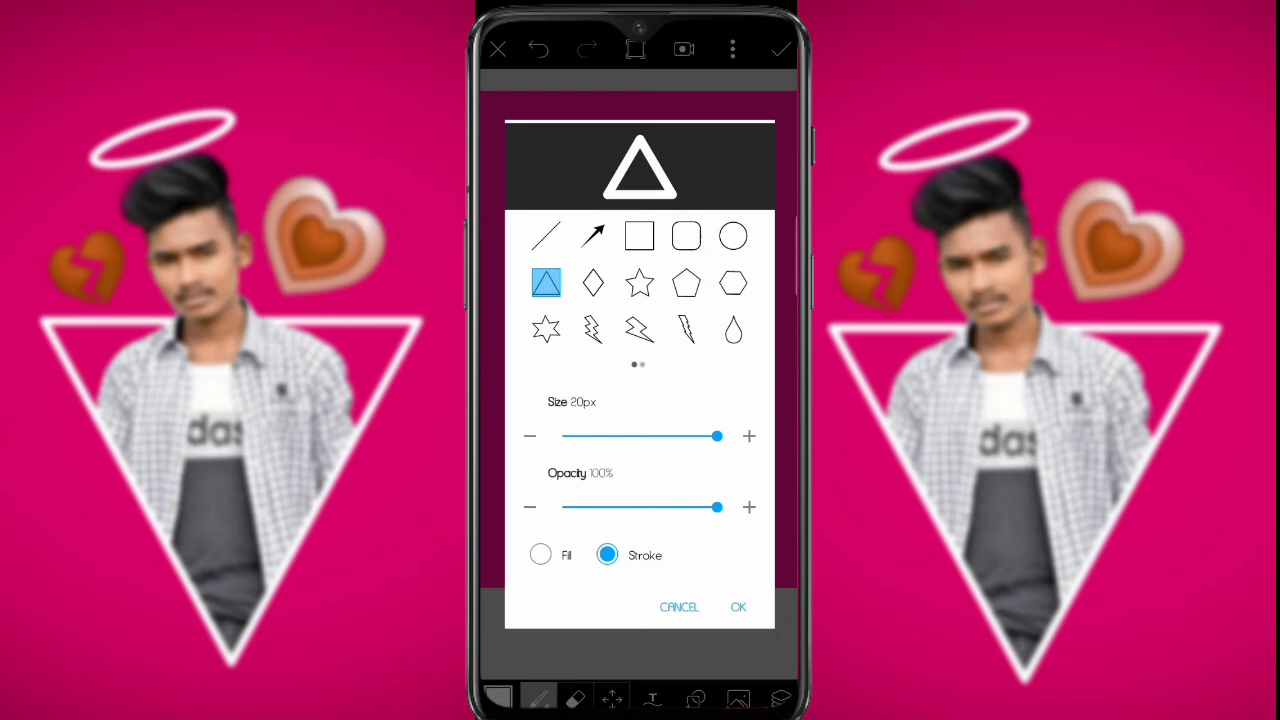 Size 20px
Opacity 100%
Fill Stroke
CANCEL OK
das
das
T